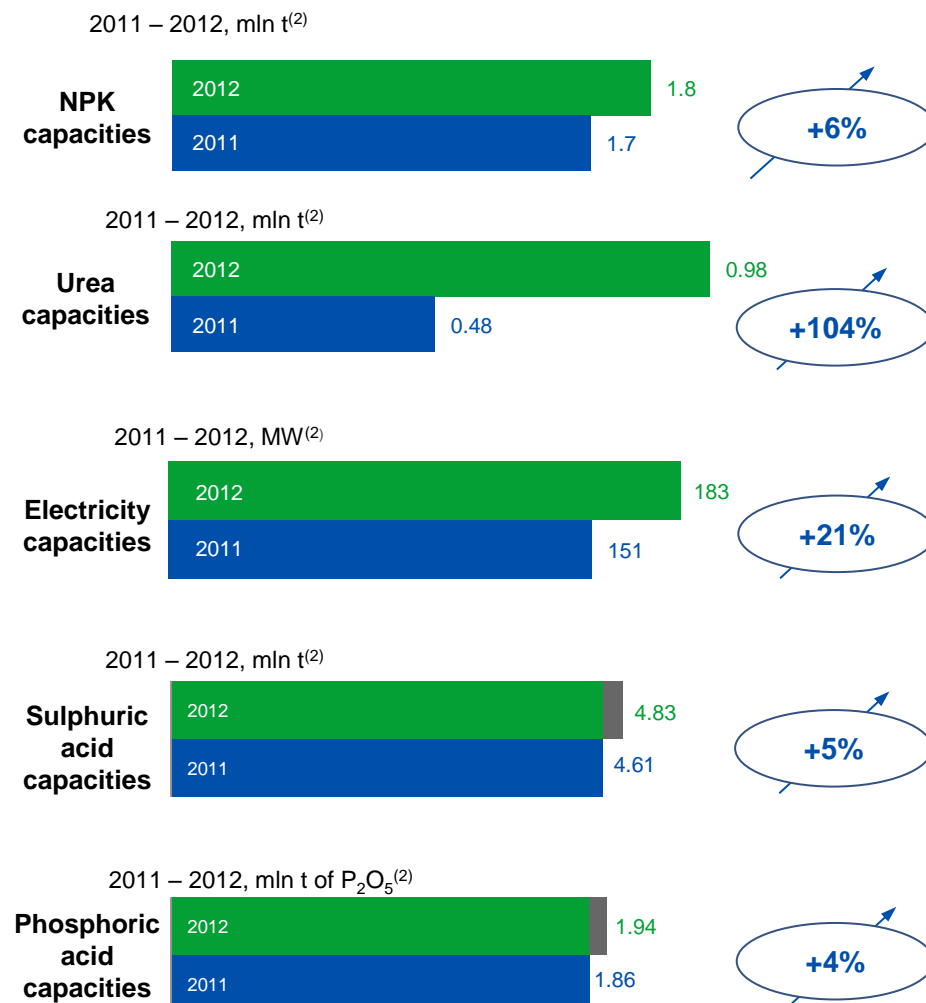 2011 – 2012, mln t(2)
NPK
capacities
2012
1.8
2011
1.7
+6%
2011 – 2012, mln t(2)
Urea
capacities
2012
0.98
2011
0.48
+104%
2011 – 2012, MW(2)
Electricity
capacities
2012
183
2011
151
+21%
2011 – 2012, mln t(2)
Sulphuric
acid
capacities
2012
4.83
2011
4.61
+5%
2011 – 2012, mln t of P2O5(2)
Phosphoric
acid
capacities
2012
1.94
2011
1.86
+4%